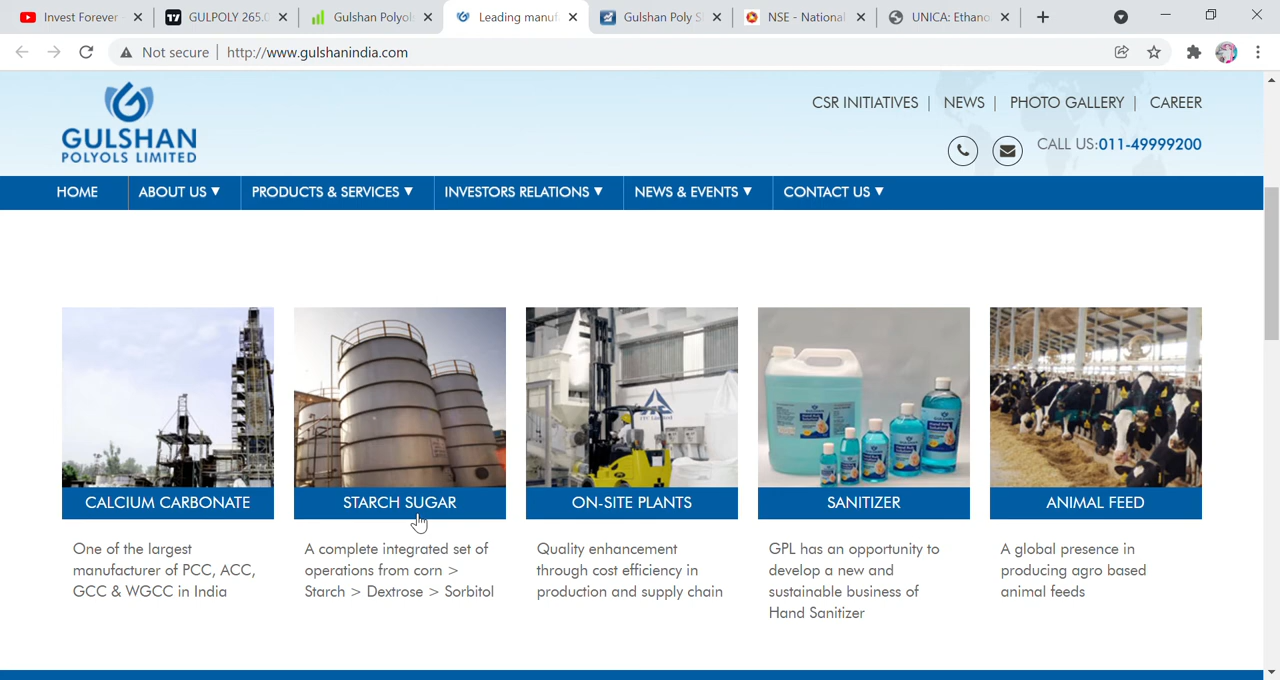 Invest Forever
GULPOLY 265.0
Gulshan Polyol
Leading manuf
Gulshan Poly S
NSE - National
UNICA: Ethano
Not secure
http://www.gulshanindia.com
GULSHAN
POLYOLS LIMITED
CSR INITIATIVES | NEWS | PHOTO GALLERY | CAREER
CALL US:011-49999200
HOME ABOUT US ▼ PRODUCTS & SERVICES ▼ INVESTORS RELATIONS ▼ NEWS & EVENTS ▼ CONTACT US ▼
CALCIUM CARBONATE
One of the largest
manufacturer of PCC, ACC,
GCC & WGCC in India
STARCH SUGAR
A complete integrated set of
operations from corn >
Starch > Dextrose > Sorbitol
ON-SITE PLANTS
Quality enhancement
through cost efficiency in
production and supply chain
SANITIZER
GPL has an opportunity to
develop a new and
sustainable business of
Hand Sanitizer
ANIMAL FEED
A global presence in
producing agro based
animal feeds